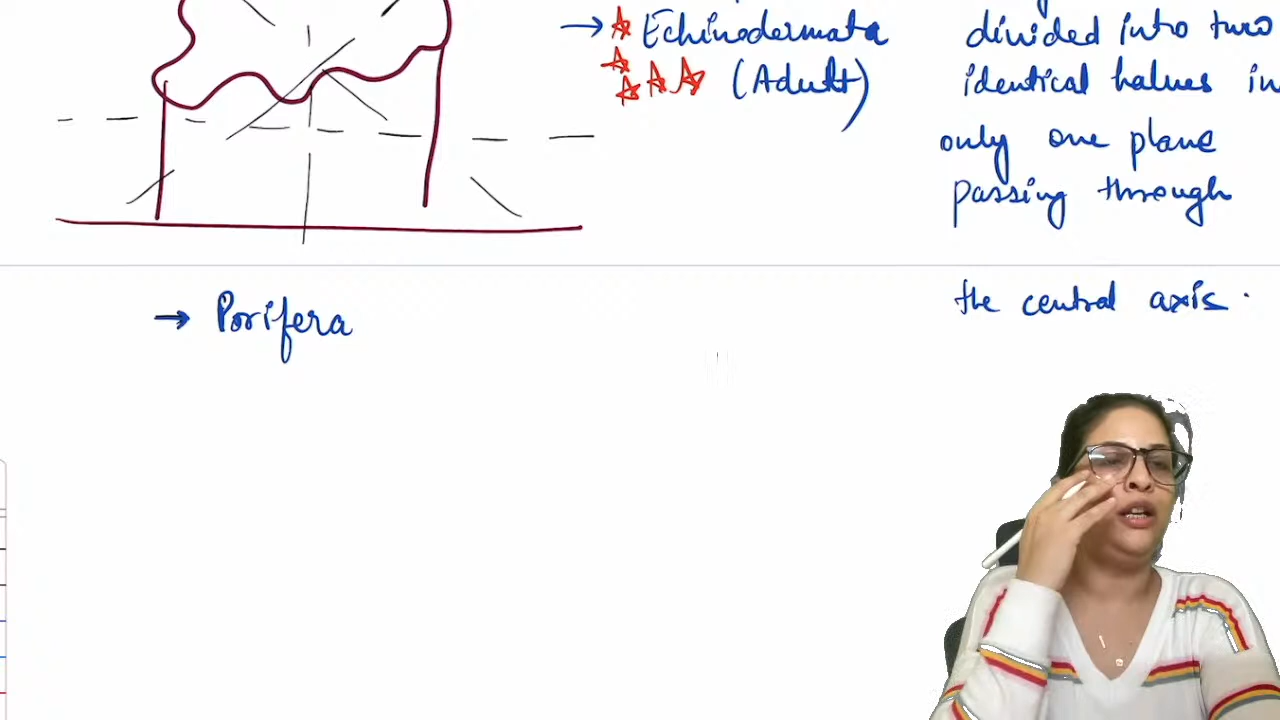 → Echinodermata
(Adult)
divided into two
identical halves in
only one plane
passing through
the central axis.
→ Porifera